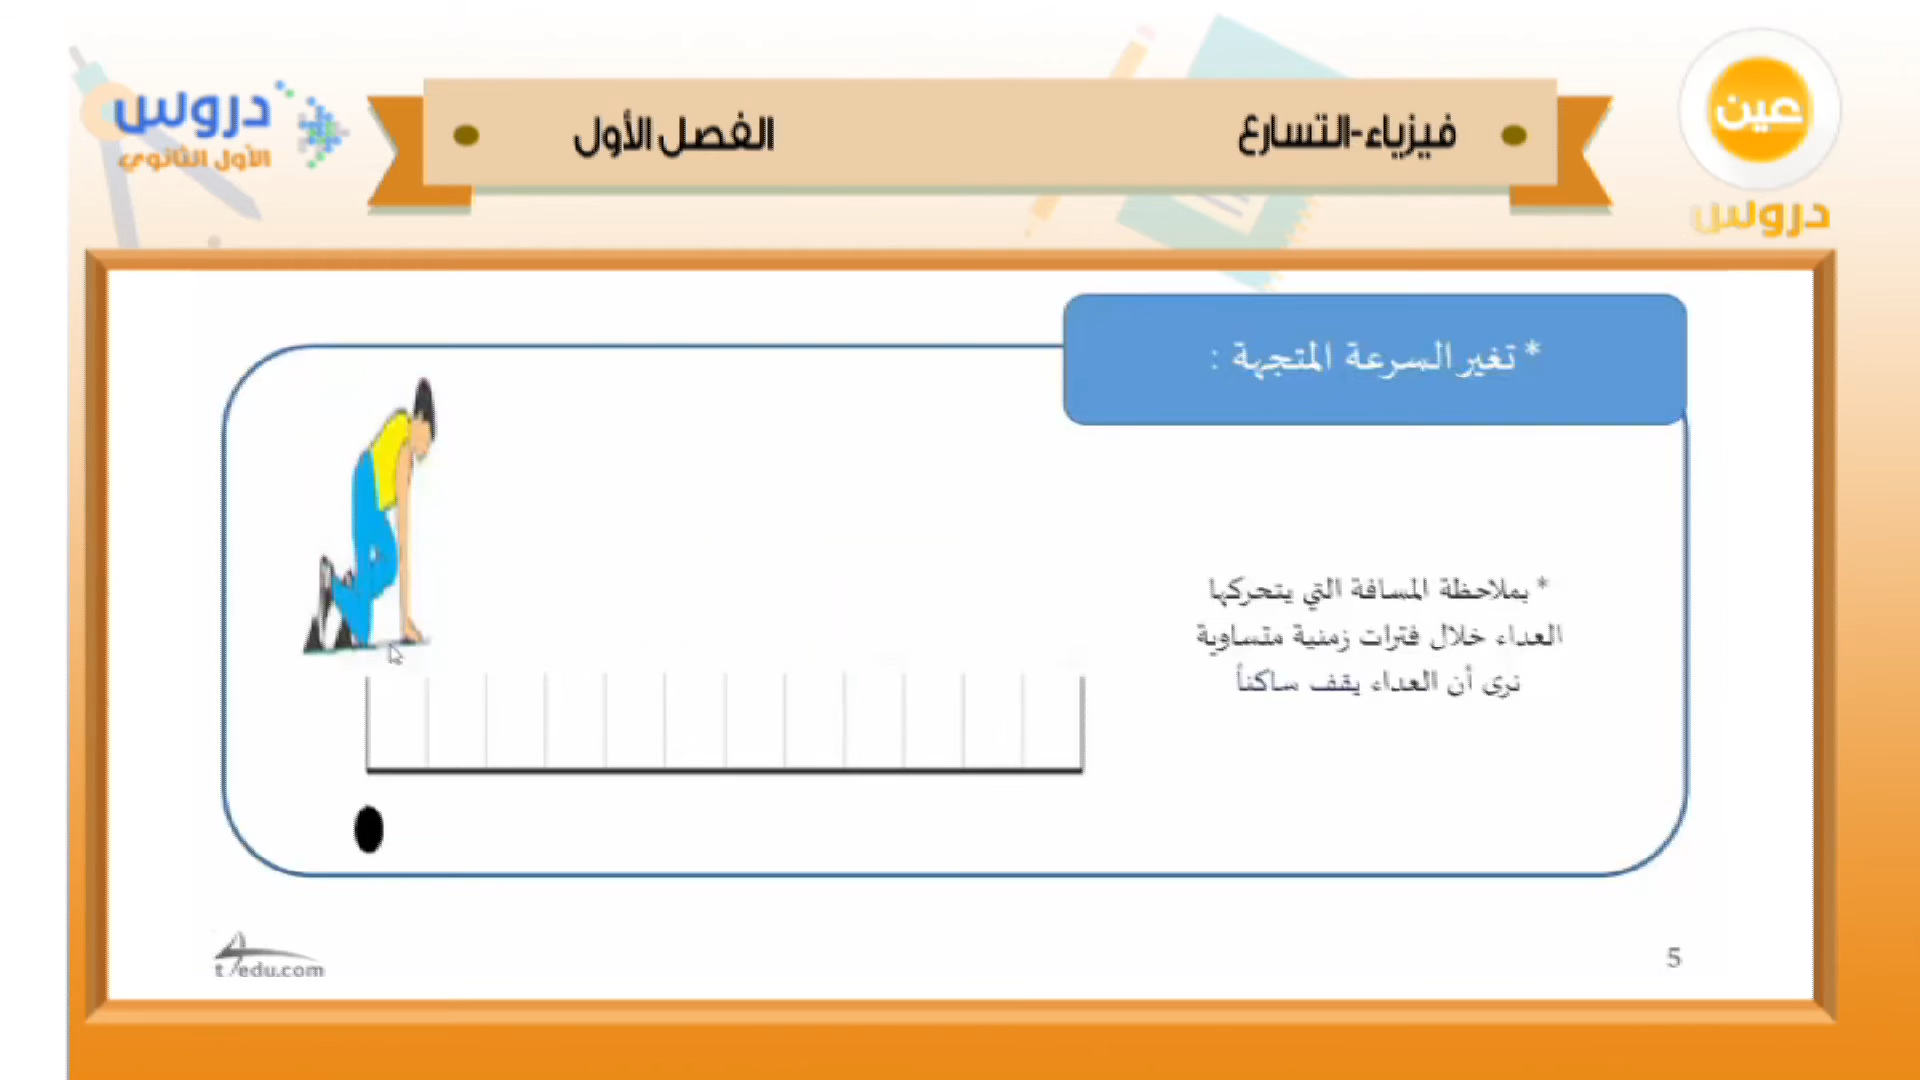 عين
دروس
فيزياء-التسارع
الفصل الأول
دروس
الأول الثانوي
* تغير السرعة المتجهة :
* بملاحظة المسافة التي يتحركها
العداء خلال فترات زمنية متساوية
نرى أن العداء يقف ساكناً
t4edu.com
5